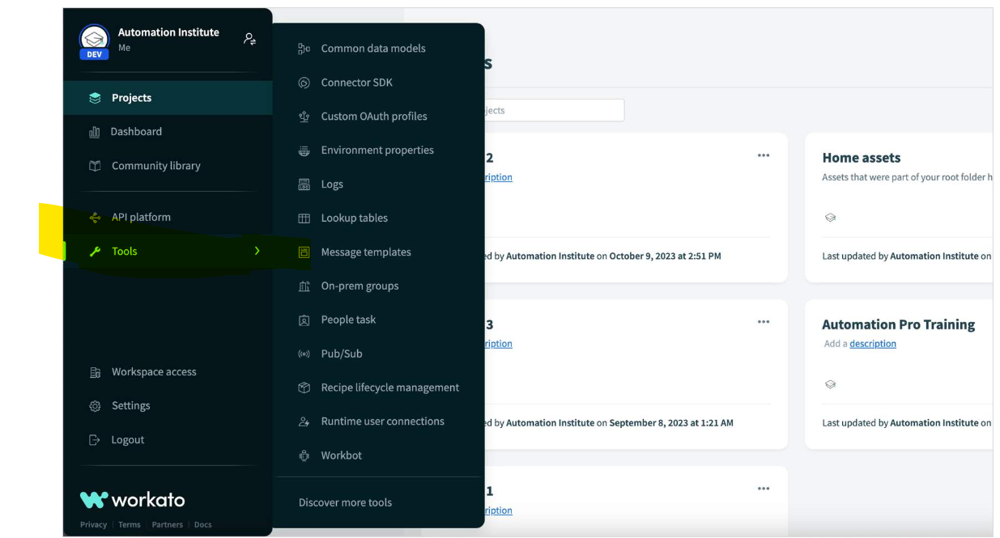 Automation Institute
Me
DEV
Projects
Dashboard
Community library
API platform
Tools
Workspace access
Settings
Logout
workato
Privacy | Terms | Partners | Docs
Common data models
Connector SDK
Custom OAuth profiles
Environment properties
Logs
Lookup tables
Message templates
On-prem groups
People task
Pub/Sub
Recipe lifecycle management
Runtime user connections
Workbot
Discover more tools
s
jects
2
ription
ed by Automation Institute on October 9, 2023 at 2:51 PM
Home assets
Assets that were part of your root folder h
Last updated by Automation Institute on
3
ription
ed by Automation Institute on September 8, 2023 at 1:21 AM
Automation Pro Training
Add a description
Last updated by Automation Institute on
1
ription